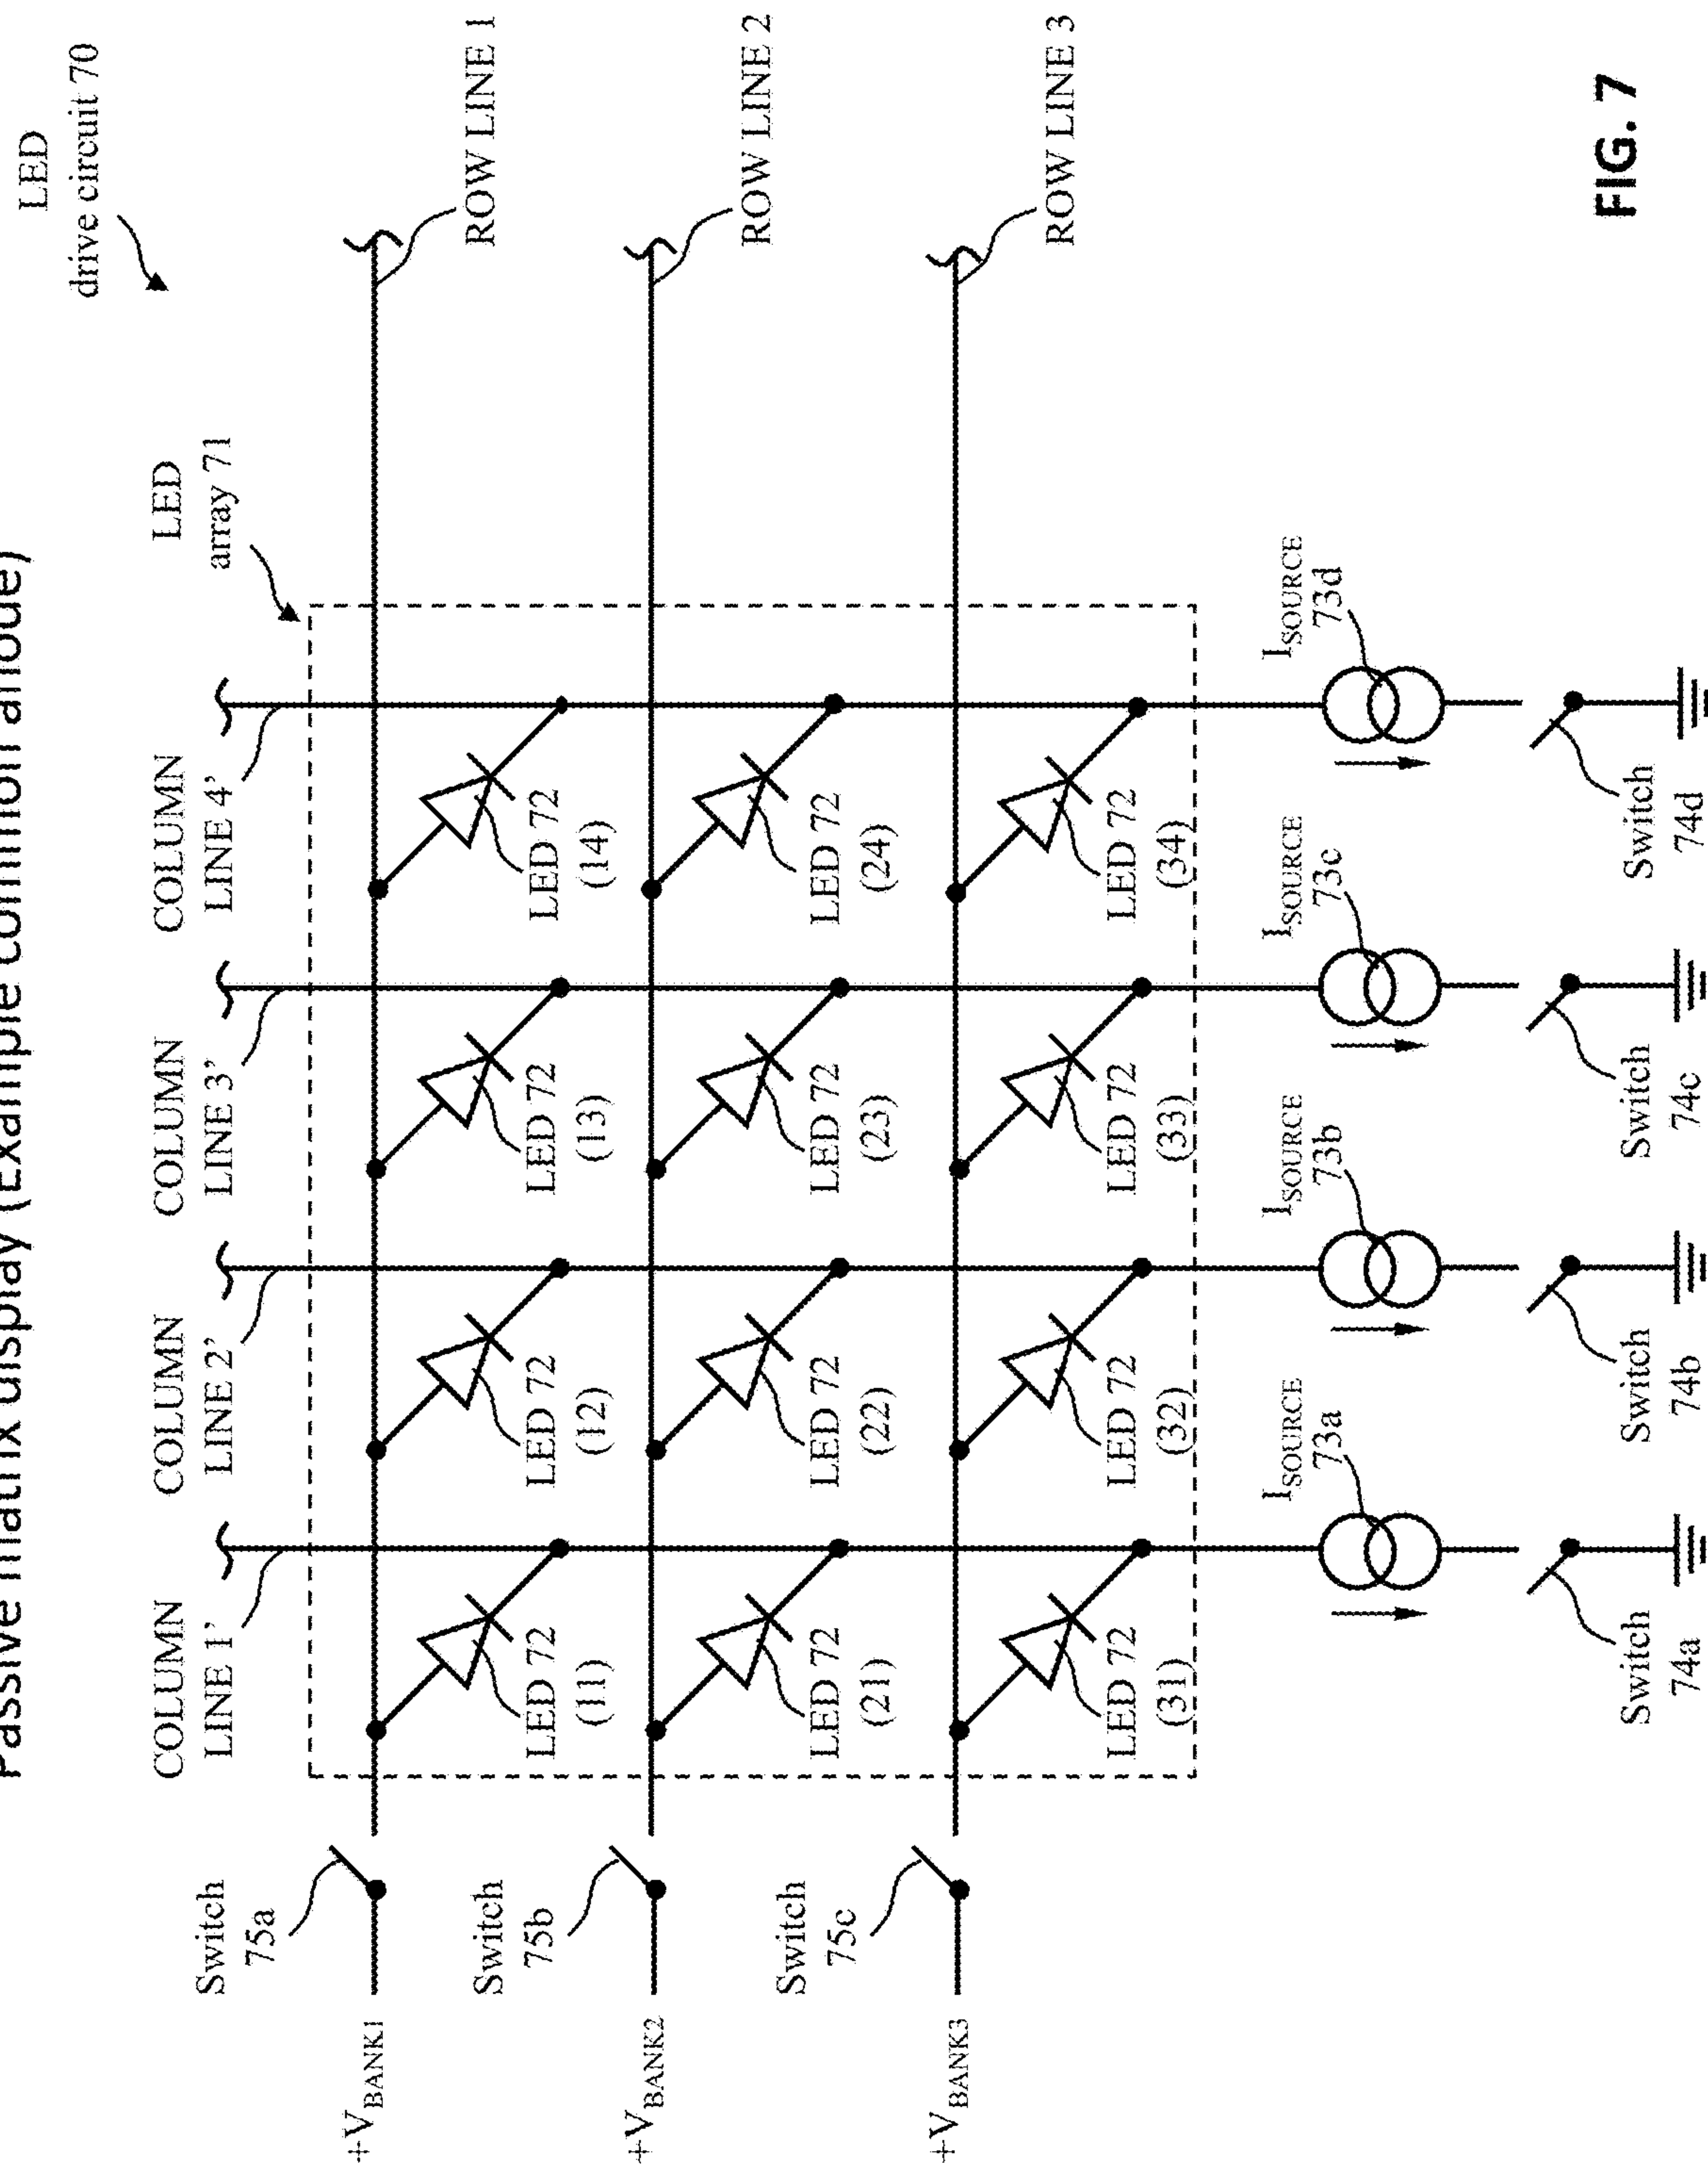 Passive matrix display (Example common anode)
LED
drive circuit 70
LED
array 71
COLUMN
LINE 1'
COLUMN
LINE 2'
COLUMN
LINE 3'
COLUMN
LINE 4'
Switch
75a
+VBANK1
LED 72
(11)
LED 72
(12)
LED 72
(13)
LED 72
(14)
ROW LINE 1
Switch
75b
+VBANK2
LED 72
(21)
LED 72
(22)
LED 72
(23)
LED 72
(24)
ROW LINE 2
Switch
75c
+VBANK3
LED 72
(31)
LED 72
(32)
LED 72
(33)
LED 72
(34)
ROW LINE 3
ISOURCE
73a
ISOURCE
73b
ISOURCE
73c
ISOURCE
73d
Switch
74a
Switch
74b
Switch
74c
Switch
74d
FIG. 7